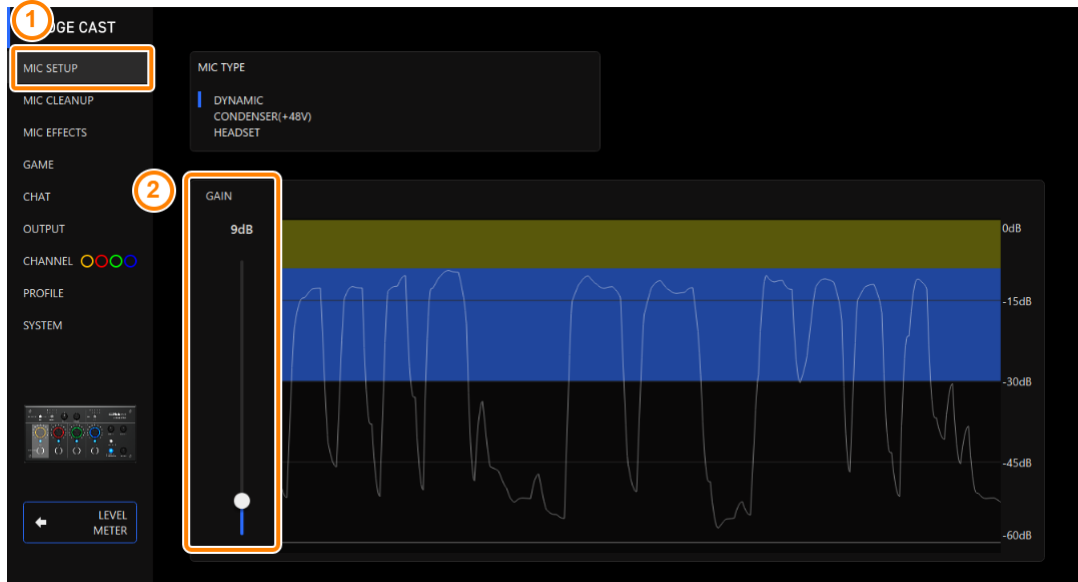 1
DGE CAST
MIC SETUP
MIC CLEANUP
MIC EFFECTS
GAME
CHAT
OUTPUT
CHANNEL
PROFILE
SYSTEM
LEVEL
METER
MIC TYPE
DYNAMIC
CONDENSER(+48V)
HEADSET
2
GAIN
9dB
0dB
-15dB
-30dB
-45dB
-60dB